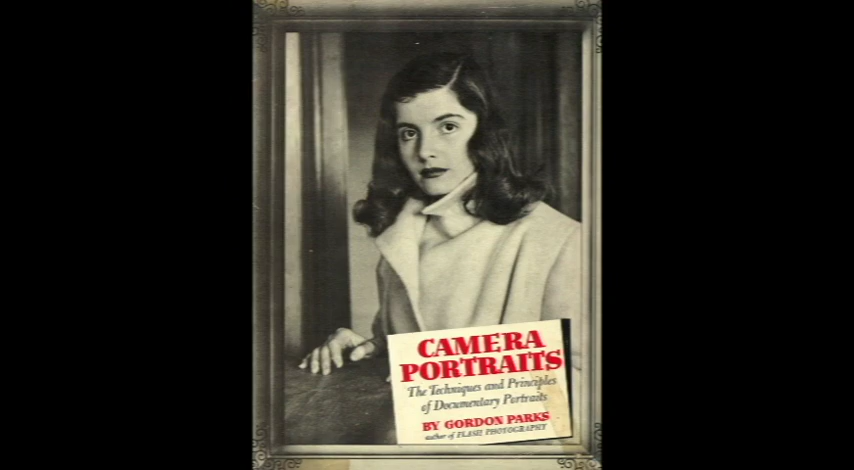 CAMERA
PORTRAITS
The Techniques and Principles
of Documentary Portraits
BY GORDON PARKS
author of FLASH PHOTOGRAPHY